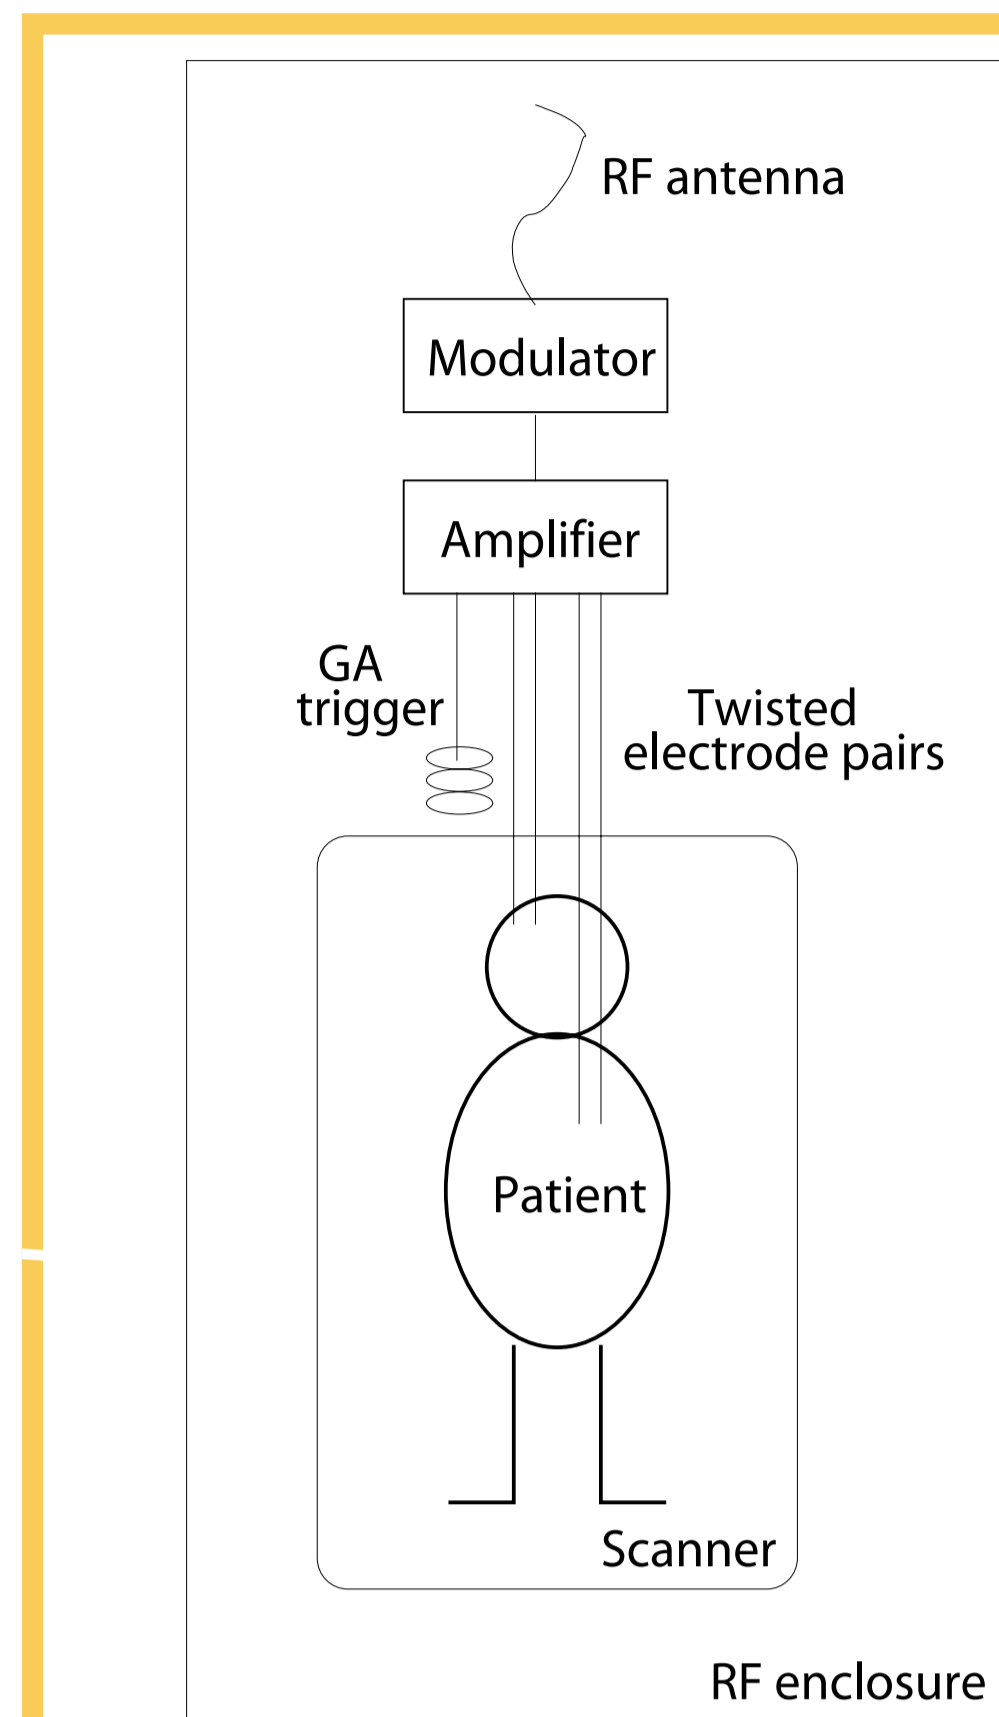 RF antenna
Modulator
Amplifier
GA
trigger
Twisted
electrode pairs
Patient
Scanner
RF enclosure